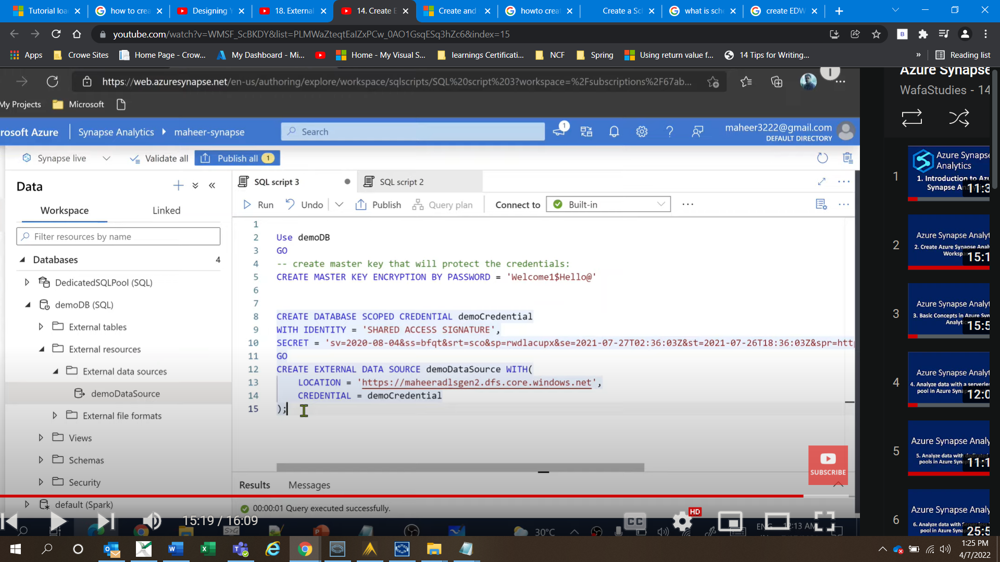 Tutorial loa
how to crea
Designing Y
18. External
14. Create E
Create and
howto creat
Create a Sc
what is sche
create EDW
youtube.com/watch?v=WMSF_ScBKDY&list=PLMWaZteqtEaIZxPCw_0AO1GsqESq3hZc6&index=15
Apps
Crowe Sites
Home Page - Crow...
My Dashboard - Mi...
Home - My Visual S...
learnings Certificati...
NCF
Spring
Using return value f...
14 Tips for Writing...
»
Reading list
https://web.azuresynapse.net/en-us/authoring/explore/workspace/sqlscripts/SQL%20script%203?workspace=%2Fsubscriptions%2F67ab...
My Projects
Microsoft
rosoft Azure
Synapse Analytics
maheer-synapse
Search
1
maheer3222@gmail.com
DEFAULT DIRECTORY
Synapse live
Validate all
Publish all 1
Data
Workspace
Linked
Filter resources by name
Databases 4
DedicatedSQLPool (SQL)
demoDB (SQL)
External tables
External resources
External data sources
demoDataSource
External file formats
Views
Schemas
Security
default (Spark)
SQL script 3
SQL script 2
Run
Undo
Publish
Query plan
Connect to
Built-in
1
2 Use demoDB
3 GO
4 -- create master key that will protect the credentials:
5 CREATE MASTER KEY ENCRYPTION BY PASSWORD = 'Welcome1$Hello@'
6
7
8 CREATE DATABASE SCOPED CREDENTIAL demoCredential
9 WITH IDENTITY = 'SHARED ACCESS SIGNATURE',
10 SECRET = 'sv=2020-08-04&ss=bfqt&srt=sco&sp=rwdlacupx&se=2021-07-27T02:36:03Z&st=2021-07-26T18:36:03Z&spr=http
11 GO
12 CREATE EXTERNAL DATA SOURCE demoDataSource WITH(
13 LOCATION = 'https://maheeradlsgen2.dfs.core.windows.net',
14 CREDENTIAL = demoCredential
15 );
SUBSCRIBE
Results
Messages
00:00:01 Query executed successfully.
15:19 / 16:09
CC
HD
30°C
12:13 AM
Azure Synapse
WafaStudies - 14
1
Azure Synapse
Analytics
1. Introduction to Azu
Synapse A
11:3
2
Azure Synapse Analyt
2. Create Azure Synapse Anal
Worksp
15:1
3
Azure Synapse Analyt
3. Basic Concepts in Azure Syn
Analyt
15:5
4
Azure Synapse Analyt
4. Analyze data with a serverles
pool in Azure Syna
12:0
5
Azure Synapse Analy
5. Analyze data with dedicated
pools in Azure Syna
11:1
6
Azure Synapse Analy
6. Analyze data with
pool in Azure Syna
25:5
1:25 PM
4/7/2022